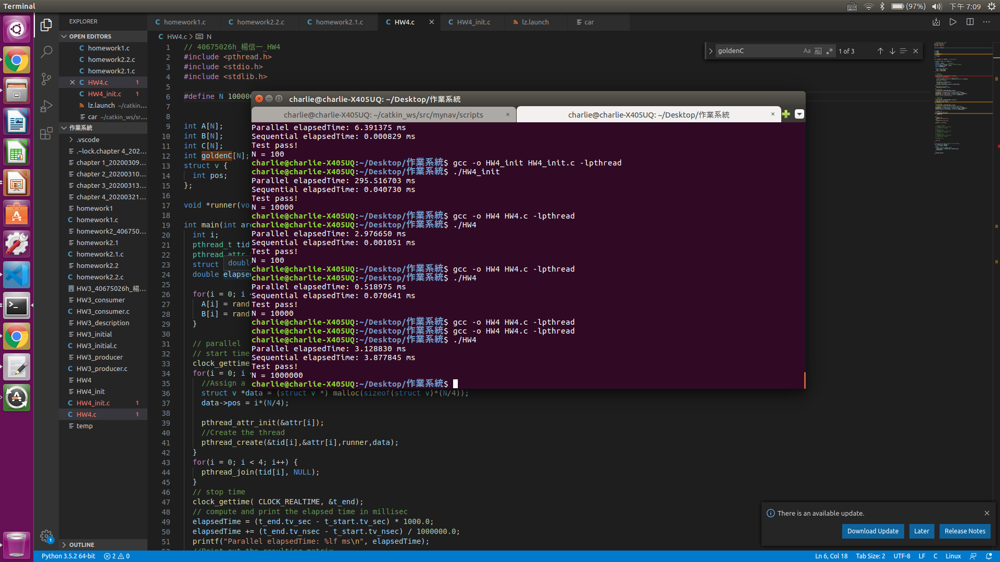 Terminal
(97%)
下午 7:09
EXPLORER
OPEN EDITORS
homework1.c
homework2.2.c
homework2.1.c
HW4.c 1
HW4_init.c 1
lz.launch ~/catkin...
car ~/catkin_ws/sr...
作業系統
.vscode
.~lock.chapter 4_202...
chapter 1_20200309...
chapter 2_20200310...
chapter 3_20200313...
chapter 4_20200321...
homework1
homework1.c
homework2_406750...
homework2.1
homework2.1.c
homework2.2
homework2.2.c
HW3_40675026h_楊...
HW3_consumer
HW3_consumer.c
HW3_description
HW3_initial
HW3_initial.c
HW3_producer
HW3_producer.c
HW4
HW4_init
HW4_init.c 1
HW4.c 1
temp
OUTLINE
homework1.c homework2.2.c homework2.1.c HW4.c HW4_init.c lz.launch car
HW4.c > N
goldenC Aa Abl .* 1 of 3
1 // 40675026h_楊信一_HW4
2 #include <pthread.h>
3 #include <stdio.h>
4 #include <stdlib.h>
5
6 #define N 100000
7
8
9 int A[N];
10 int B[N];
11 int C[N];
12 int goldenC[N];
13 struct v {
14 int pos;
15 };
16
17 void *runner(voi
18
19 int main(int arg
20 int i;
21 pthread_t tid
22 pthread_attr_
23 struct
doubl
24 double elapsed
25
26 for(i = 0; i <
27 A[i] = rand
28 B[i] = rand
29 }
30
31 // parallel
32 // start time
33 clock_gettime
34 for(i = 0; i <
35 //Assign a
36 struct v *data = (struct v *) malloc(sizeof(struct v)*(N/4));
37 data->pos = i*(N/4);
38
39 pthread_attr_init(&attr[i]);
40 //Create the thread
41 pthread_create(&tid[i],&attr[i],runner,data);
42 }
43 for(i = 0; i < 4; i++) {
44 pthread_join(tid[i], NULL);
45 }
46 // stop time
47 clock_gettime( CLOCK_REALTIME, &t_end);
48 // compute and print the elapsed time in millisec
49 elapsedTime = (t_end.tv_sec - t_start.tv_sec) * 1000.0;
50 elapsedTime += (t_end.tv_nsec - t_start.tv_nsec) / 1000000.0;
51 printf("Parallel elapsedTime: %lf ms\n", elapsedTime);
52 //Print out the resulting matrix
charlie@charlie-X405UQ: ~/Desktop/作業系統
charlie@charlie-X405UQ: ~/catkin_ws/src/mynav/scripts
charlie@charlie-X405UQ: ~/Desktop/作業系統
Parallel elapsedTime: 6.391375 ms
Sequential elapsedTime: 0.000829 ms
Test pass!
N = 100
charlie@charlie-X405UQ:~/Desktop/作業系統$ gcc -o HW4_init HW4_init.c -lpthread
charlie@charlie-X405UQ:~/Desktop/作業系統$ ./HW4_init
Parallel elapsedTime: 295.516703 ms
Sequential elapsedTime: 0.040730 ms
Test pass!
N = 10000
charlie@charlie-X405UQ:~/Desktop/作業系統$ gcc -o HW4 HW4.c -lpthread
charlie@charlie-X405UQ:~/Desktop/作業系統$ ./HW4
Parallel elapsedTime: 2.976650 ms
Sequential elapsedTime: 0.001051 ms
Test pass!
N = 100
charlie@charlie-X405UQ:~/Desktop/作業系統$ gcc -o HW4 HW4.c -lpthread
charlie@charlie-X405UQ:~/Desktop/作業系統$ ./HW4
Parallel elapsedTime: 0.518975 ms
Sequential elapsedTime: 0.070641 ms
Test pass!
N = 10000
charlie@charlie-X405UQ:~/Desktop/作業系統$ gcc -o HW4 HW4.c -lpthread
charlie@charlie-X405UQ:~/Desktop/作業系統$ gcc -o HW4 HW4.c -lpthread
charlie@charlie-X405UQ:~/Desktop/作業系統$ ./HW4
Parallel elapsedTime: 3.128830 ms
Sequential elapsedTime: 3.877845 ms
Test pass!
N = 1000000
charlie@charlie-X405UQ:~/Desktop/作業系統$
There is an available update.
Download Update
Later
Release Notes
1
Python 3.5.2 64-bit 2 0
Ln 6, Col 18 Tab Size: 2 UTF-8 LF C Linux